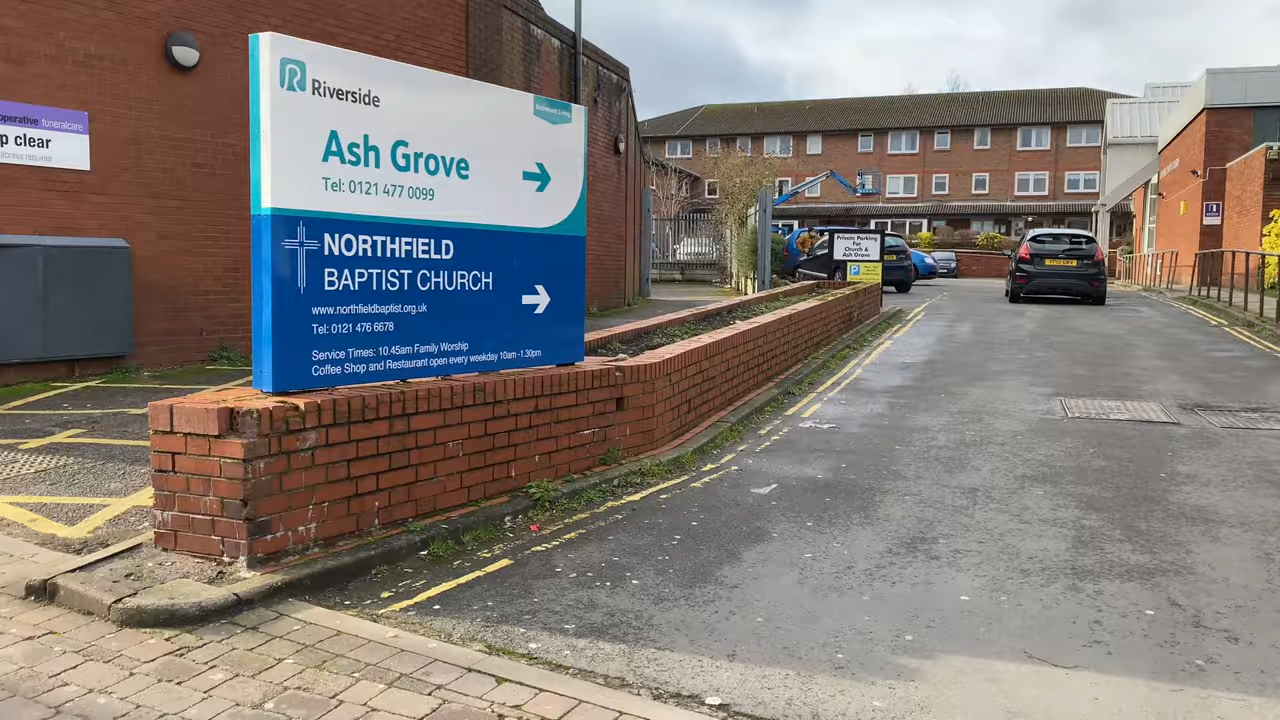 operative funeralcare
p clear
access required
Riverside
Retirement Living
Ash Grove
Tel: 0121 477 0099
NORTHFIELD
BAPTIST CHURCH
www.northfieldbaptist.org.uk
Tel: 0121 476 6678
Service Times: 10.45am Family Worship
Coffee Shop and Restaurant open every weekday 10am -1.30pm
Private Parking
For
Church &
Ash Grove
P